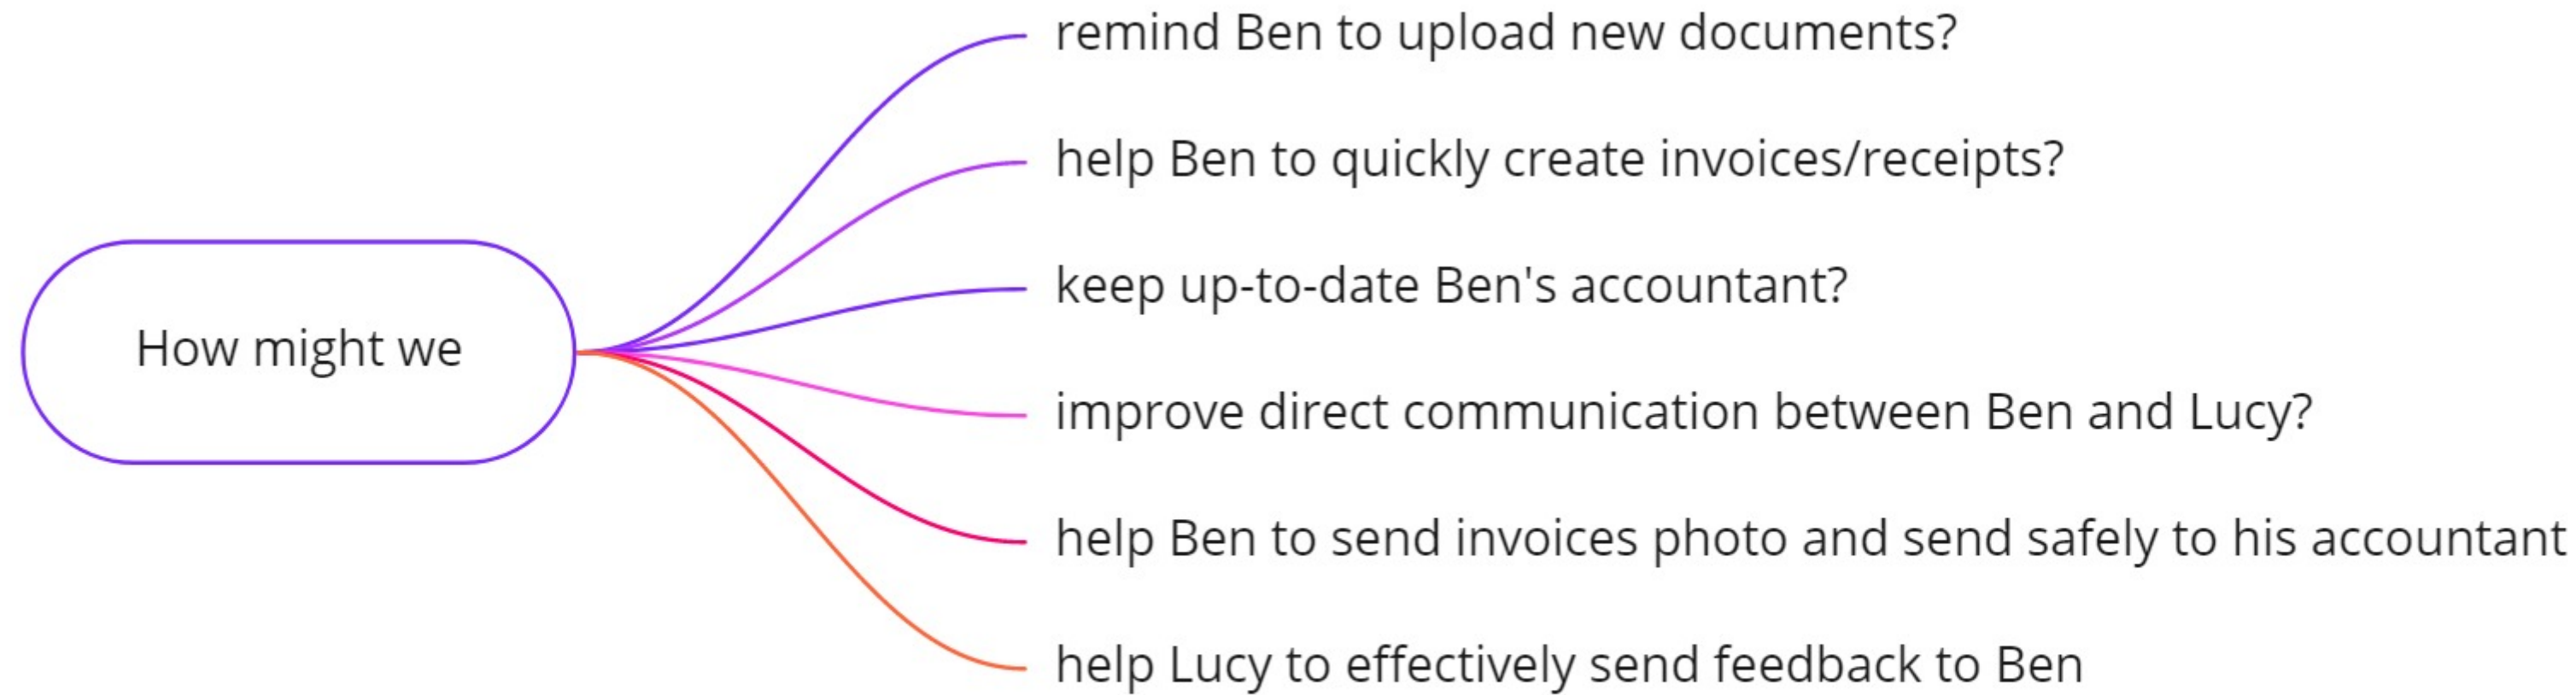 How might we
remind Ben to upload new documents?
help Ben to quickly create invoices/receipts?
keep up-to-date Ben's accountant?
improve direct communication between Ben and Lucy?
help Ben to send invoices photo and send safely to his accountant
help Lucy to effectively send feedback to Ben